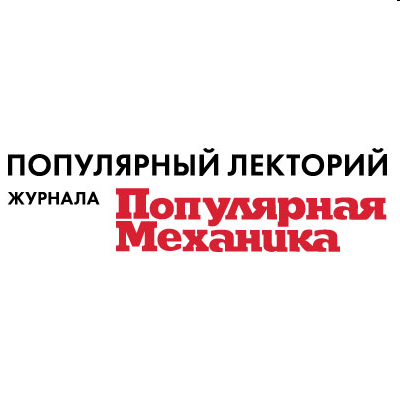 ПОПУЛЯРНЫЙ ЛЕКТОРИЙ
ЖУРНАЛА Популярная
Механика